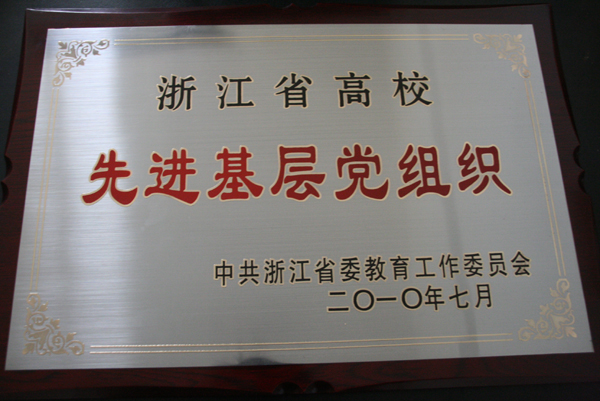 浙江省高校
先进基层党组织
中共浙江省委教育工作委员会
二〇一〇年七月